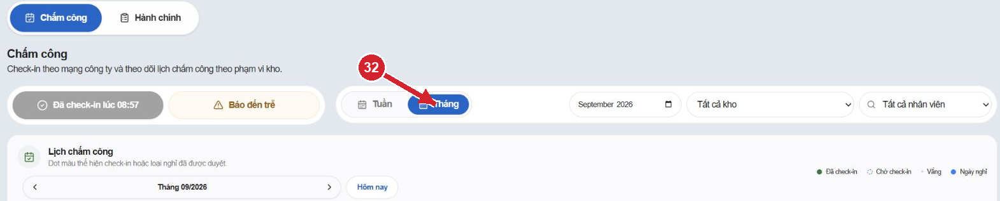 Chấm công
Hành chính
Chấm công
Check-in theo mạng công ty và theo dõi lịch chấm công theo phạm vi kho.
32
Đã check-in lúc 08:57
Báo đến trễ
Tuần
Tháng
September 2026
Tất cả kho
Tất cả nhân viên
Lịch chấm công
Dot màu thể hiện check-in hoặc loại nghỉ đã được duyệt.
Đã check-in
Chờ check-in
Vắng
Ngày nghỉ
Tháng 09/2026
Hôm nay